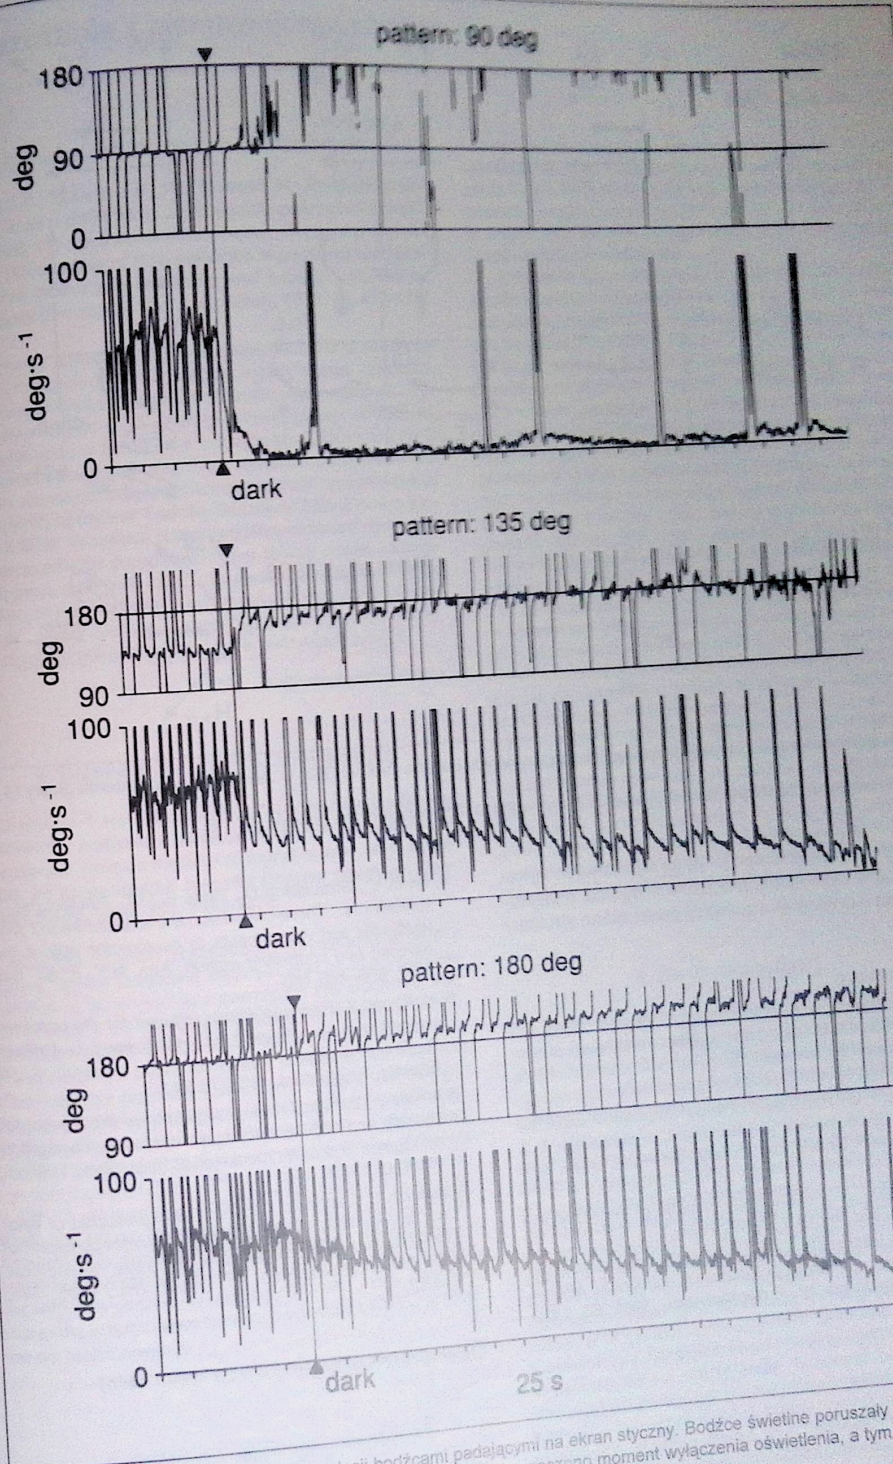 pattern: 90 deg
180
90
0
deg
100
0
deg·s⁻¹
dark
pattern: 135 deg
180
90
deg
100
0
deg·s⁻¹
dark
pattern: 180 deg
180
90
deg
100
0
deg·s⁻¹
dark
25 s
bodźcami padającymi na ekran styczny. Bodźce świetlne poruszały
moment wyłączenia oświetlenia, a tym